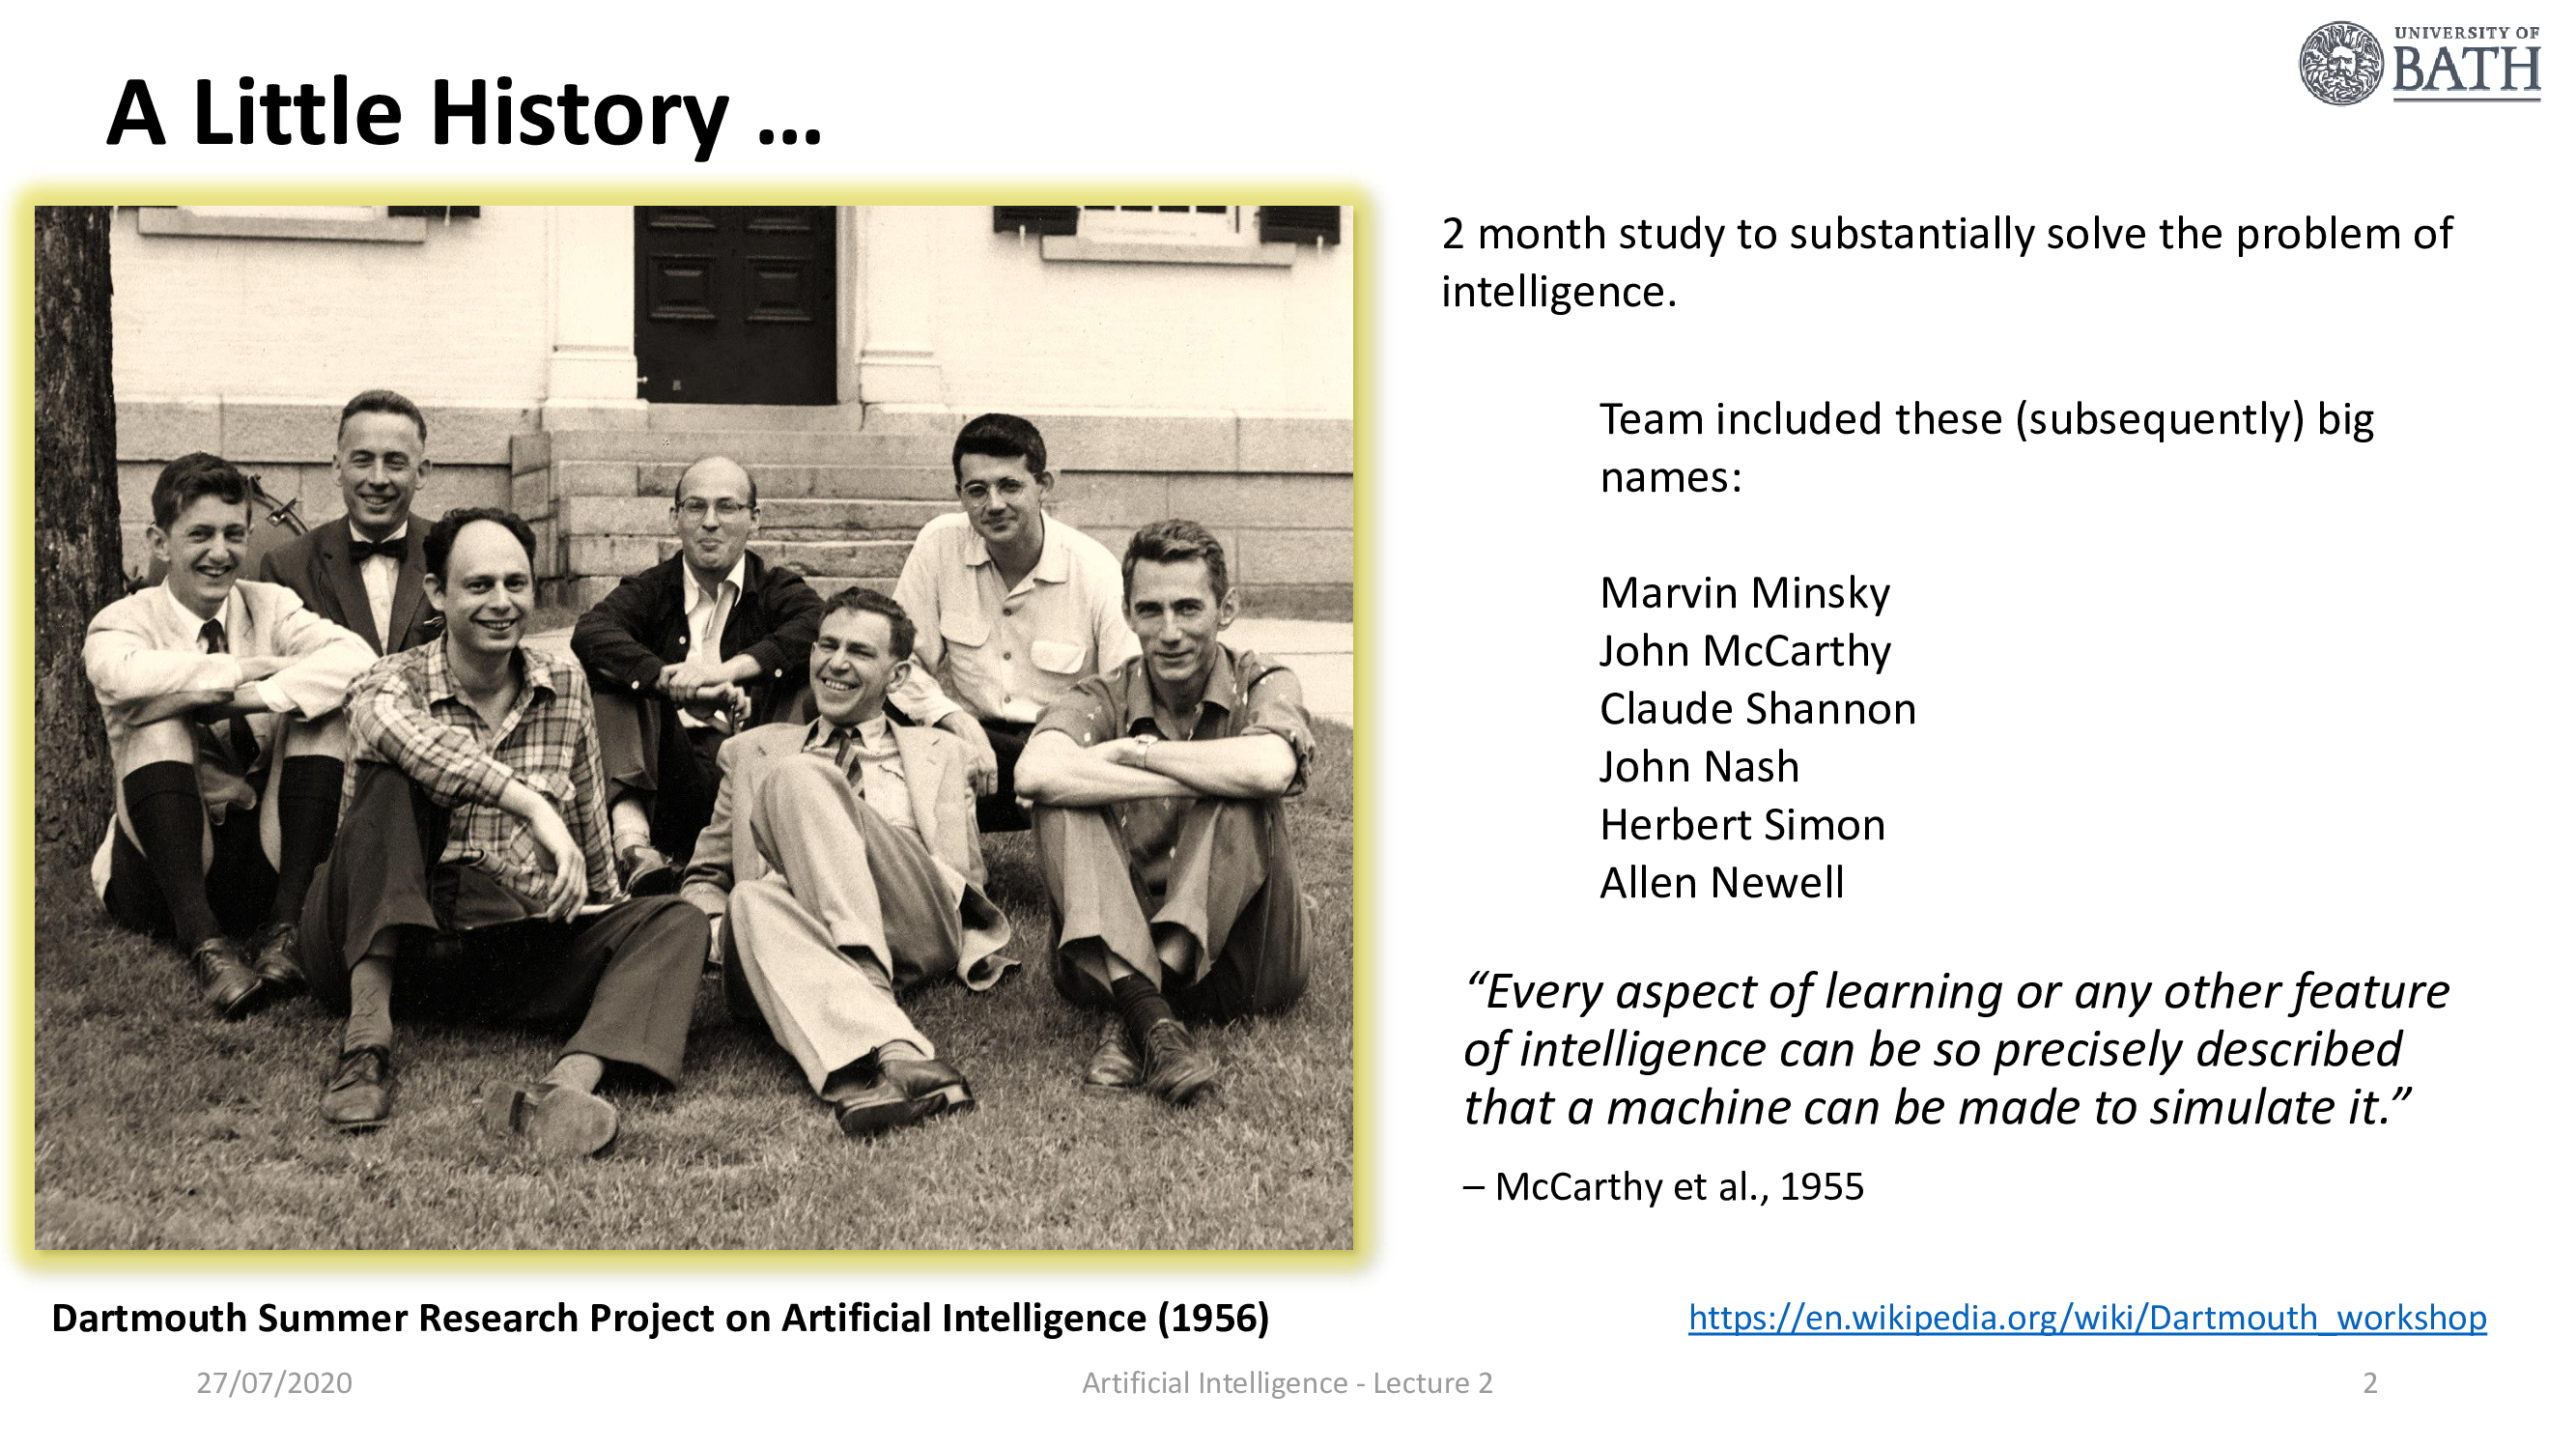 UNIVERSITY OF
BATH
A Little History ...
2 month study to substantially solve the problem of
intelligence.
Team included these (subsequently) big
names:
Marvin Minsky
John McCarthy
Claude Shannon
John Nash
Herbert Simon
Allen Newell
“Every aspect of learning or any other feature
of intelligence can be so precisely described
that a machine can be made to simulate it.”
– McCarthy et al., 1955
Dartmouth Summer Research Project on Artificial Intelligence (1956)
https://en.wikipedia.org/wiki/Dartmouth_workshop
27/07/2020
Artificial Intelligence - Lecture 2
2